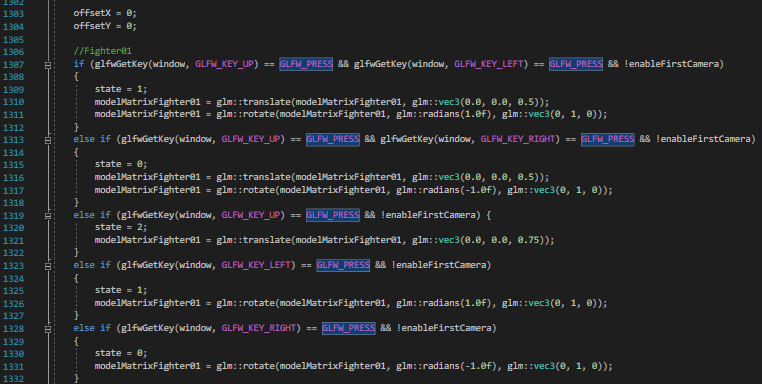 1302
1303 offsetX = 0;
1304 offsetY = 0;
1305
1306 //Fighter01
1307 if (glfwGetKey(window, GLFW_KEY_UP) == GLFW_PRESS && glfwGetKey(window, GLFW_KEY_LEFT) == GLFW_PRESS && !enableFirstCamera)
1308 {
1309 state = 1;
1310 modelMatrixFighter01 = glm::translate(modelMatrixFighter01, glm::vec3(0.0, 0.0, 0.5));
1311 modelMatrixFighter01 = glm::rotate(modelMatrixFighter01, glm::radians(1.0f), glm::vec3(0, 1, 0));
1312 }
1313 else if (glfwGetKey(window, GLFW_KEY_UP) == GLFW_PRESS && glfwGetKey(window, GLFW_KEY_RIGHT) == GLFW_PRESS && !enableFirstCamera)
1314 {
1315 state = 0;
1316 modelMatrixFighter01 = glm::translate(modelMatrixFighter01, glm::vec3(0.0, 0.0, 0.5));
1317 modelMatrixFighter01 = glm::rotate(modelMatrixFighter01, glm::radians(-1.0f), glm::vec3(0, 1, 0));
1318 }
1319 else if (glfwGetKey(window, GLFW_KEY_UP) == GLFW_PRESS && !enableFirstCamera) {
1320 state = 2;
1321 modelMatrixFighter01 = glm::translate(modelMatrixFighter01, glm::vec3(0.0, 0.0, 0.75));
1322 }
1323 else if (glfwGetKey(window, GLFW_KEY_LEFT) == GLFW_PRESS && !enableFirstCamera)
1324 {
1325 state = 1;
1326 modelMatrixFighter01 = glm::rotate(modelMatrixFighter01, glm::radians(1.0f), glm::vec3(0, 1, 0));
1327 }
1328 else if (glfwGetKey(window, GLFW_KEY_RIGHT) == GLFW_PRESS && !enableFirstCamera)
1329 {
1330 state = 0;
1331 modelMatrixFighter01 = glm::rotate(modelMatrixFighter01, glm::radians(-1.0f), glm::vec3(0, 1, 0));
1332 }